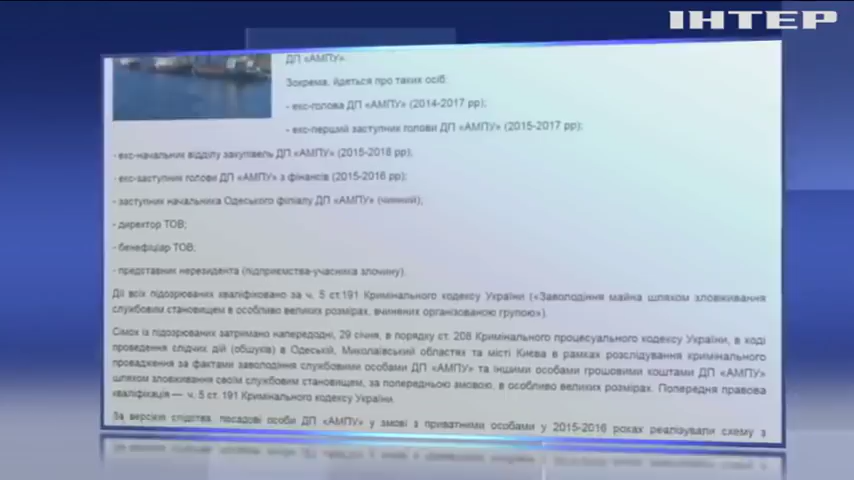 ІНТЕР
ДП «АМПУ».
Зокрема, йдеться про таких осіб:
- екс-голова ДП «АМПУ» (2014-2017 рр);
- екс-перший заступник голови ДП «АМПУ» (2015-2017 рр);
- екс-начальник відділу закупівель ДП «АМПУ» (2015-2018 рр);
- екс-заступник голови ДП «АМПУ» з фінансів (2015-2016 рр);
- заступник начальника Одеського філіалу ДП «АМПУ» (чинний);
- директор ТОВ;
- бенефіціар ТОВ;
- представник нерезидента (підприємства-учасника злочину).
Дії всіх підозрюваних кваліфіковано за ч. 5 ст.191 Кримінального кодексу України («Заволодіння майна шляхом зловживання
службовим становищем в особливо великих розмірах, вчинених організованою групою»).
Сімох із підозрюваних затримано напередодні, 29 січня, в порядку ст. 208 Кримінального процесуального кодексу України, в ході
проведення слідчих дій (обшуків) в Одеській, Миколаївській областях та місті Києва в рамках розслідування кримінального
провадження за фактами заволодіння службовими особами ДП «АМПУ» та іншими особами грошовими коштами ДП «АМПУ»
шляхом зловживання своїм службовим становищем, за попередньою змовою, в особливо великих розмірах. Попередня правова
кваліфікація — ч. 5 ст. 191 Кримінального кодексу України.
За версією слідства, посадові особи ДП «АМПУ» у змові з приватними особами у 2015-2016 роках реалізували схему з